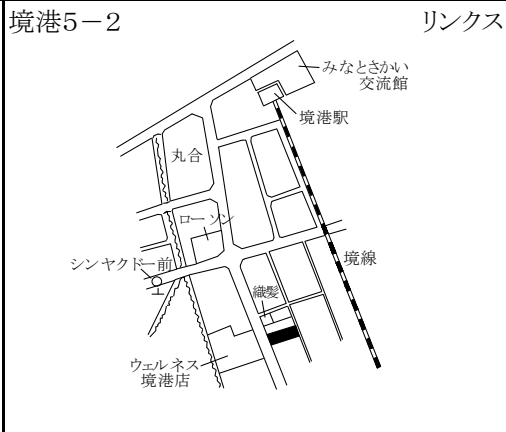 境港5－2
リンクス
みなとさかい
交流館
境港駅
丸合
ローソン
シンヤクドー前
境線
織髪
ウェルネス
境港店